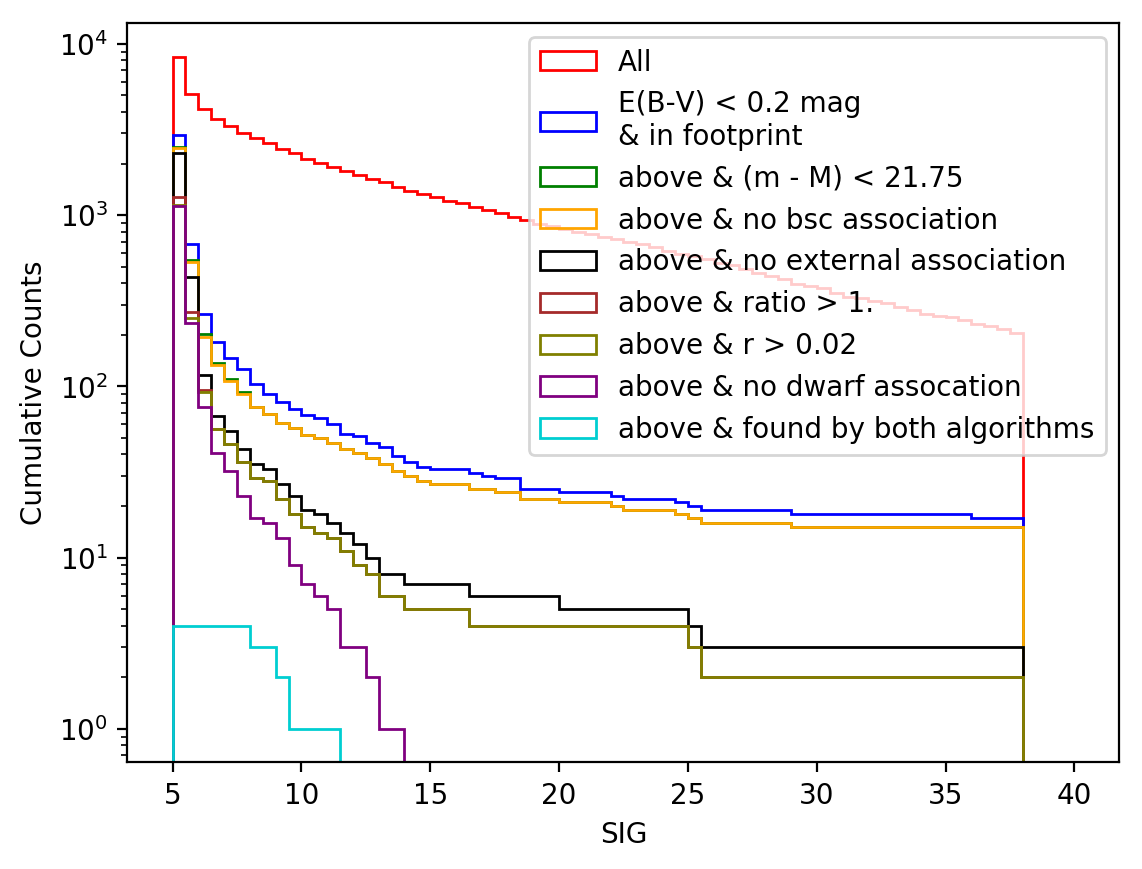 10⁴
10³
10²
10¹
10⁰
Cumulative Counts
All
E(B-V) < 0.2 mag
& in footprint
above & (m - M) < 21.75
above & no bsc association
above & no external association
above & ratio > 1.
above & r > 0.02
above & no dwarf assocation
above & found by both algorithms
5 10 15 20 25 30 35 40
SIG